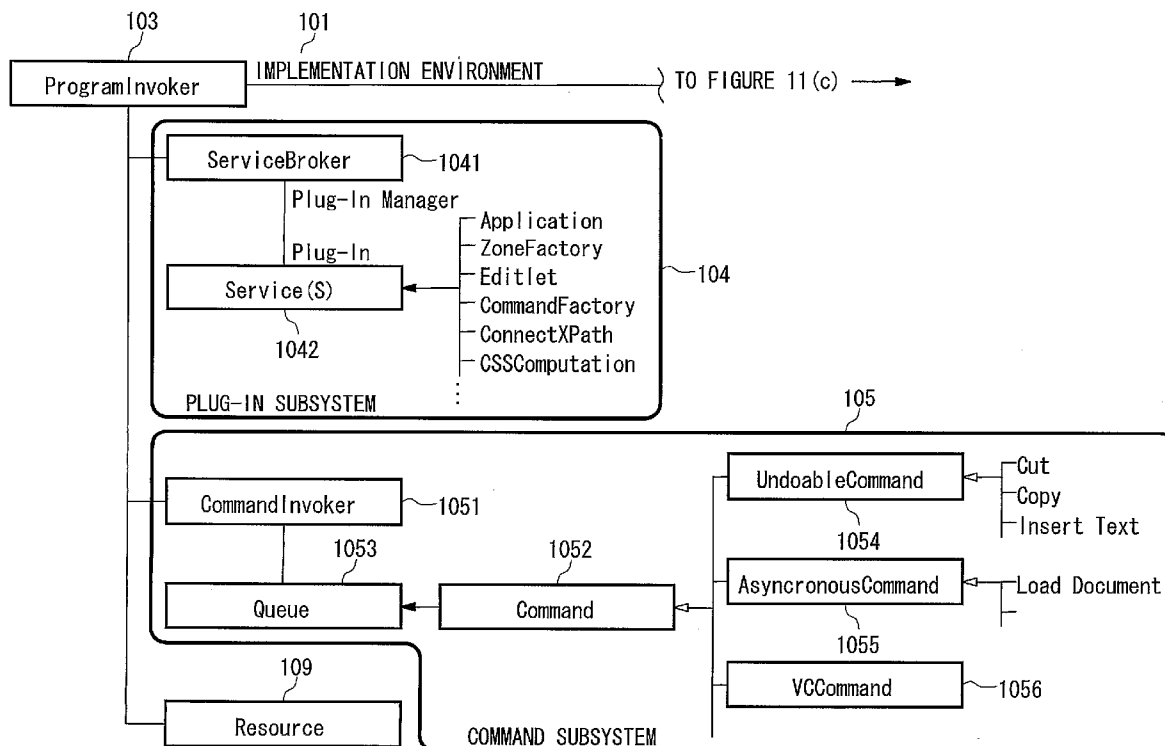 103
101
ProgramInvoker
IMPLEMENTATION ENVIRONMENT
TO FIGURE 11(c)
ServiceBroker
1041
Plug-In Manager
Plug-In
Service(S)
1042
Application
ZoneFactory
Editlet
CommandFactory
ConnectXPath
CSSComputation
104
PLUG-IN SUBSYSTEM
105
CommandInvoker
1051
1053
Queue
1052
Command
UndoableCommand
1054
Cut
Copy
Insert Text
AsyncronousCommand
1055
Load Document
VCCommand
1056
109
Resource
COMMAND SUBSYSTEM